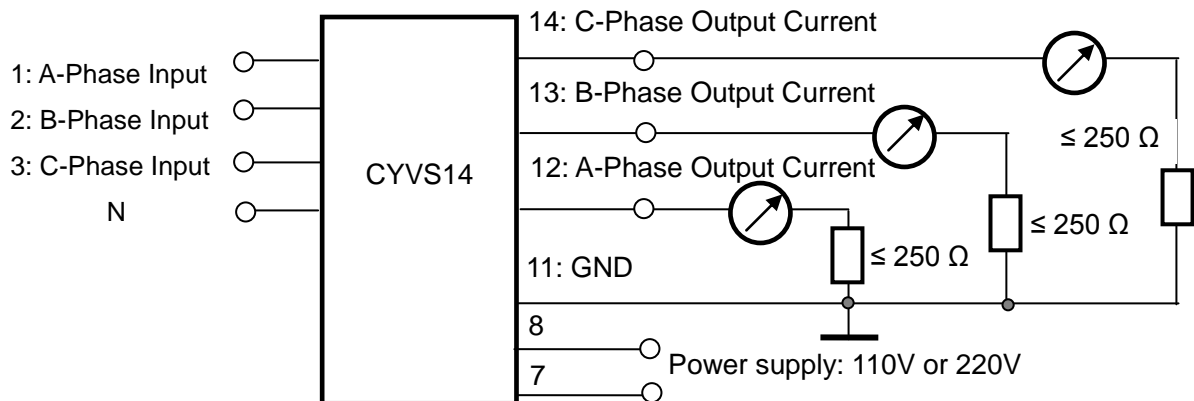 14: C-Phase Output Current
1: A-Phase Input
13: B-Phase Output Current
2: B-Phase Input
≤ 250 Ω
3: C-Phase Input
CYVS14
12: A-Phase Output Current
N
≤ 250 Ω
≤ 250 Ω
11: GND
8
Power supply: 110V or 220V
7